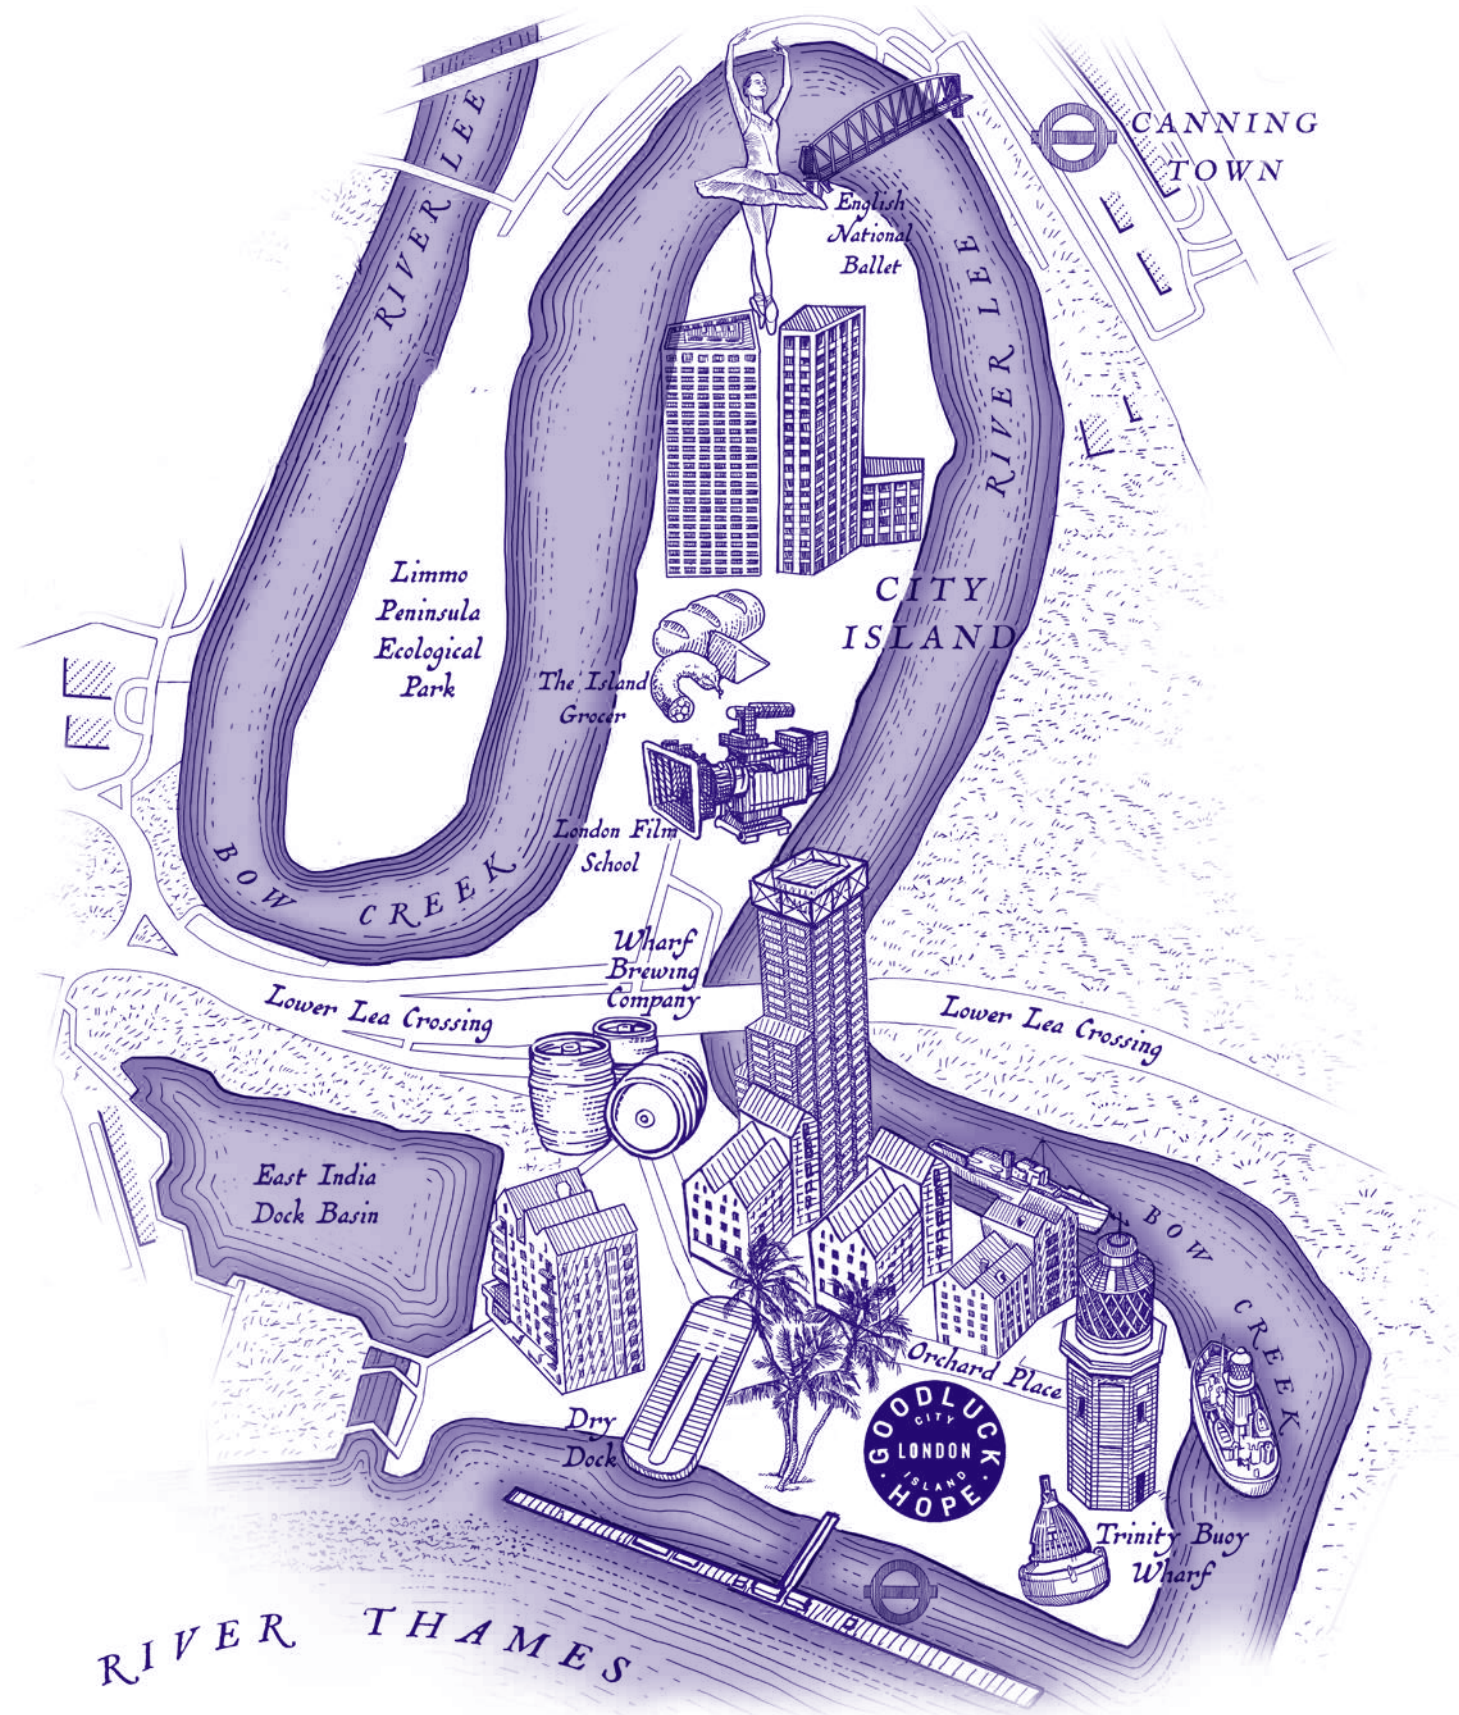 RIVER LEE
CANNING
TOWN
English
National
Ballet
RIVER LEE
RIVER LEE
Limmo
Peninsula
Ecological
Park
CITY
ISLAND
The Island
Grocer
London Film
School
BOW CREEK
Wharf
Brewing
Company
Lower Lea Crossing
Lower Lea Crossing
East India
Dock Basin
BOW CREEK
Orchard Place
GOODLUCK
CITY
LONDON
ISLAND
HOPE
Dry
Dock
Trinity Buoy
Wharf
RIVER THAMES